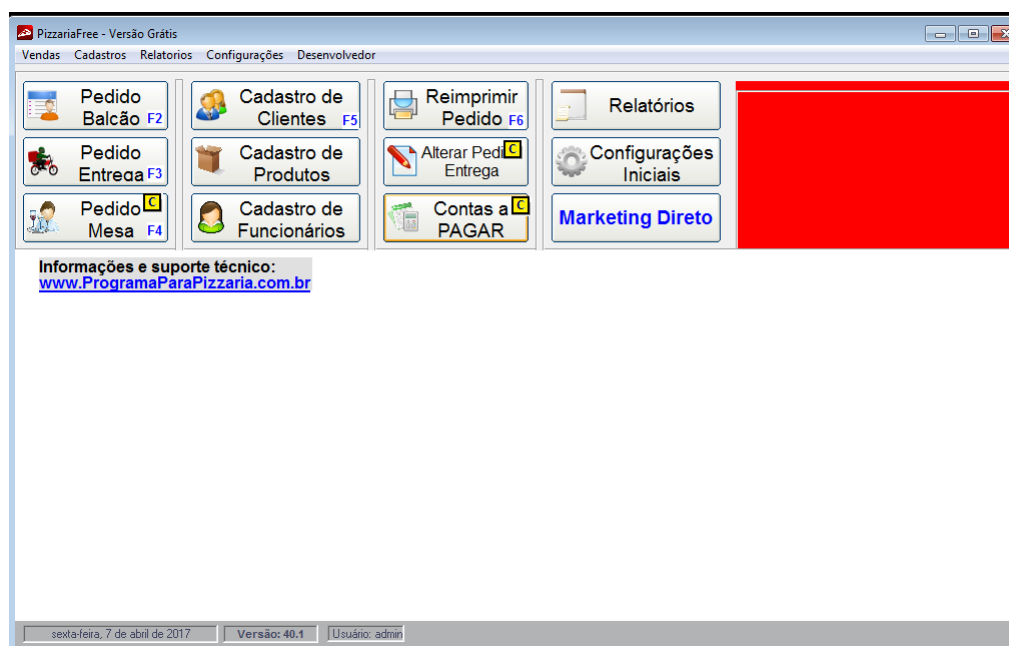 PizzariaFree - Versão Grátis
Vendas Cadastros Relatorios Configurações Desenvolvedor
Pedido
Balcão F2
Cadastro de
Clientes F5
Reimprimir
Pedido F6
Relatórios
Pedido
Entrega F3
Cadastro de
Produtos
Alterar Pedi C
Entrega
Configurações
Iniciais
Pedido C
Mesa F4
Cadastro de
Funcionários
Contas a C
PAGAR
Marketing Direto
Informações e suporte técnico:
www.ProgramaParaPizzaria.com.br
sexta-feira, 7 de abril de 2017 Versão: 40.1 Usuário: admin